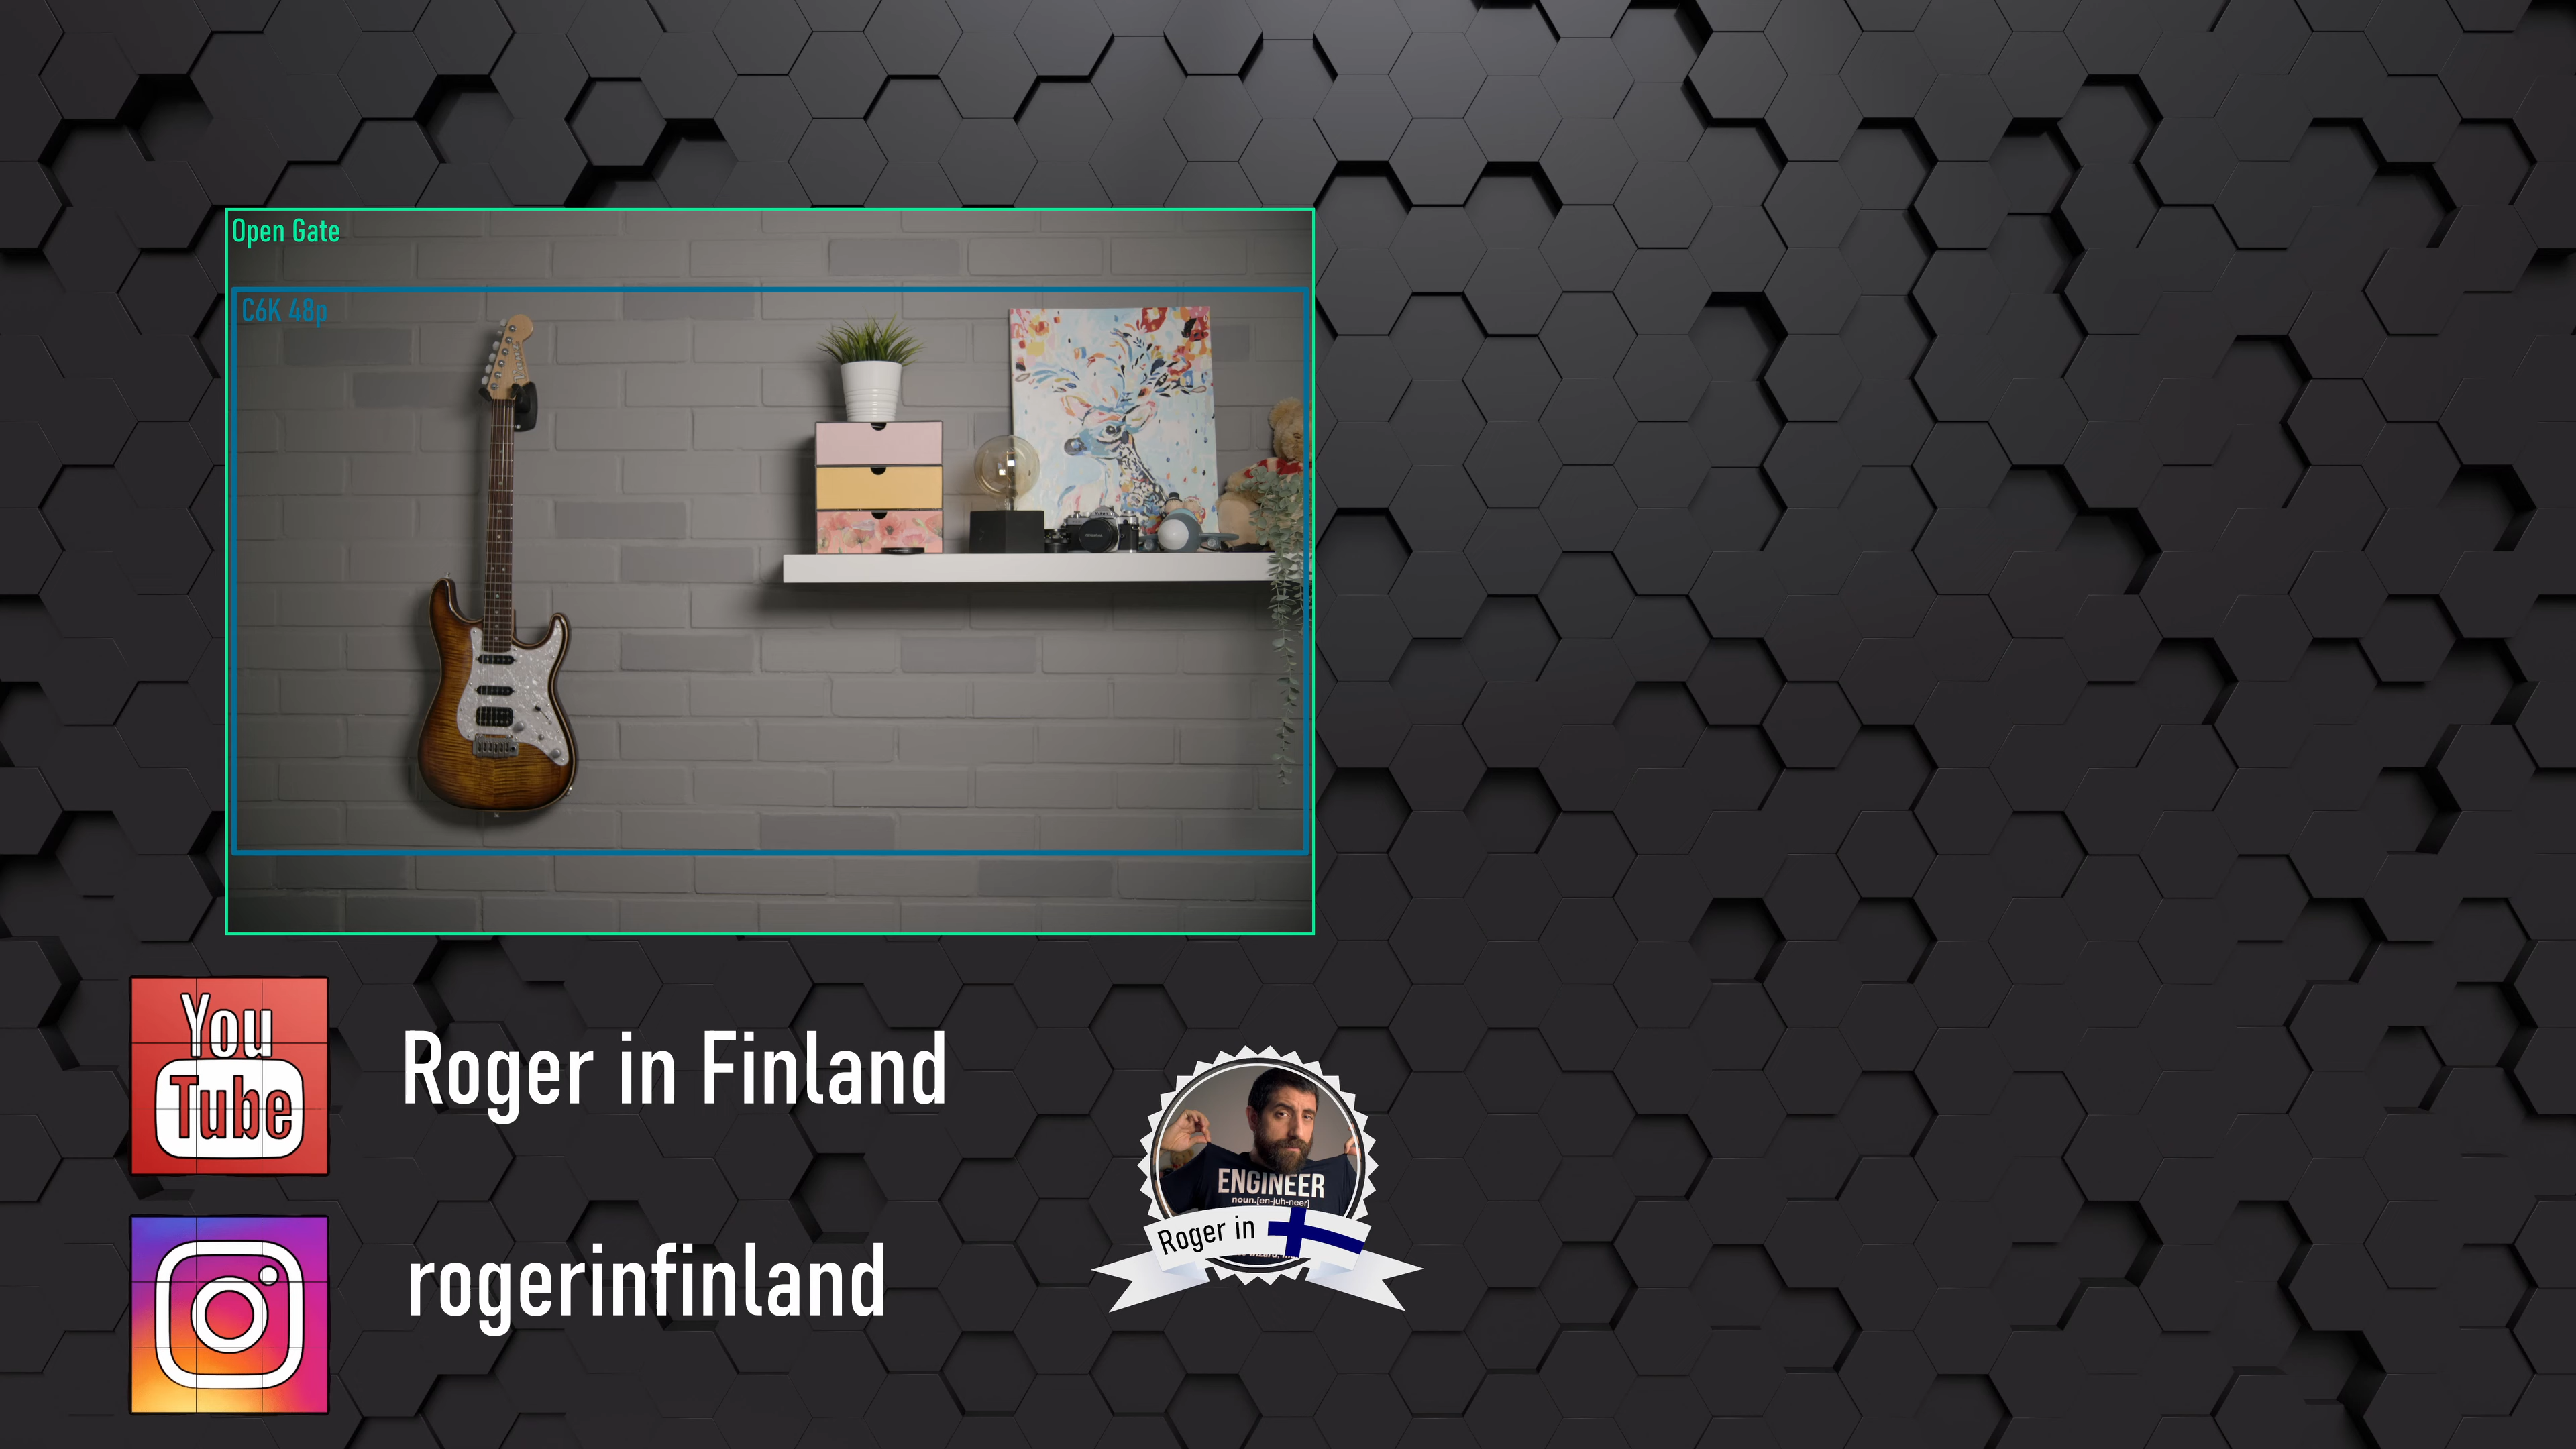 Open Gate
C6K 48p
You
Tube
Roger in Finland
ENGINEER
noun.[en-juh-neer]
Roger in
rogerinfinland